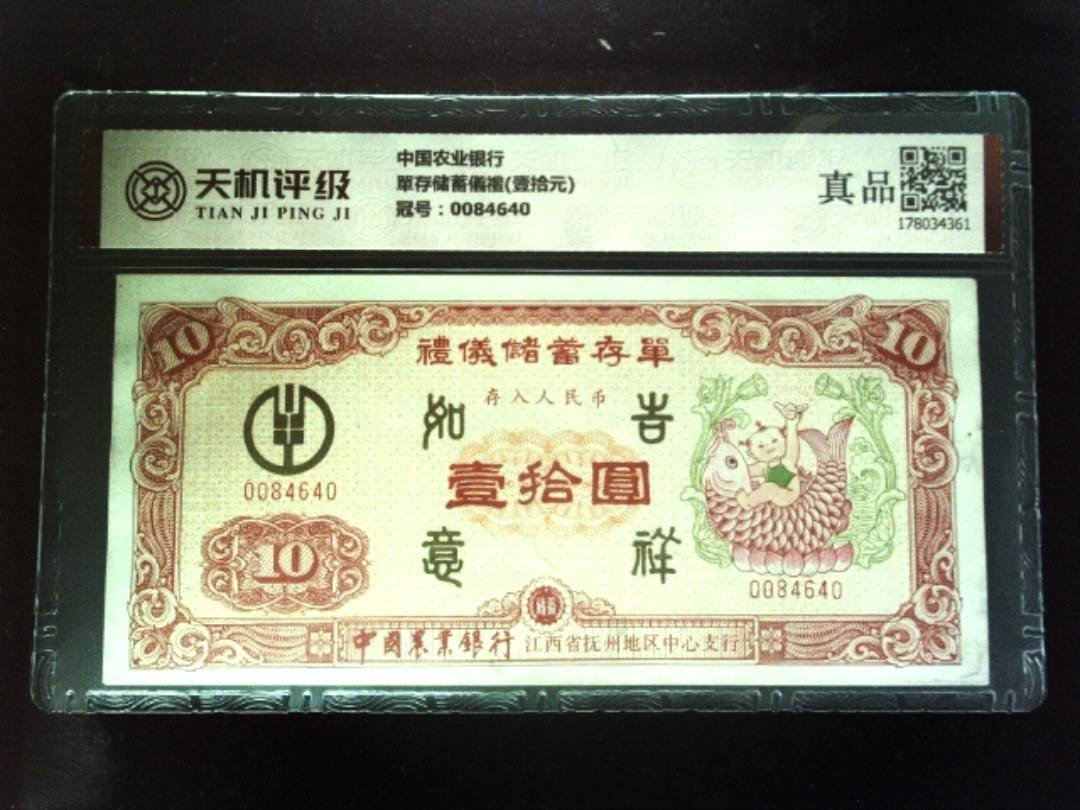 天机评级
TIAN JI PING JI
中国农业银行
單存储蓄儀禮(壹拾元)
冠号：0084640
真品
178034361
10
10
禮儀儲蓄存單
存入人民币
如 吉
壹拾圓
意 祥
0084640
10
0084640
中國農業銀行 江西省抚州地区中心支行